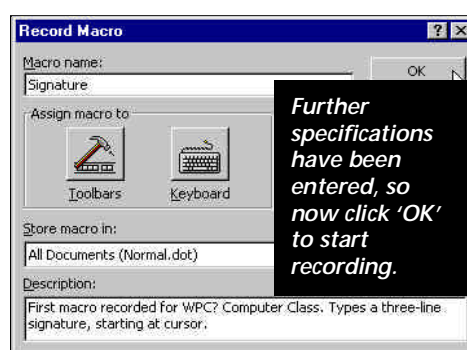 Record Macro
Macro name:
OK
Signature
Assign macro to
Toolbars
Keyboard
Further
specifications
have been
entered, so
now click ‘OK’
to start
recording.
Store macro in:
All Documents (Normal.dot)
Description:
First macro recorded for WPC? Computer Class. Types a three-line
signature, starting at cursor.